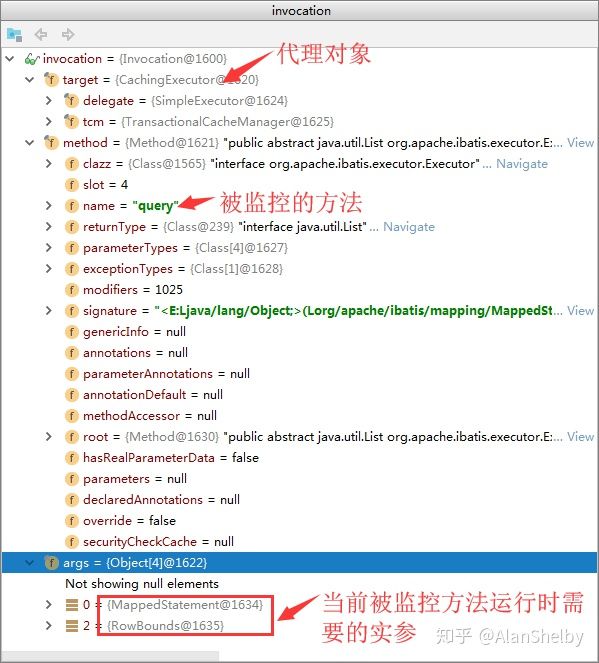 invocation
invocation = {Invocation@1600}
代理对象
target = {CachingExecutor@1620}
delegate = {SimpleExecutor@1624}
tcm = {TransactionalCacheManager@1625}
method = {Method@1621} "public abstract java.util.List org.apache.ibatis.executor.E:... View
clazz = {Class@1565} "interface org.apache.ibatis.executor.Executor" ... Navigate
slot = 4
name = "query" 被监控的方法
returnType = {Class@239} "interface java.util.List" ... Navigate
parameterTypes = {Class[4]@1627}
exceptionTypes = {Class[1]@1628}
modifiers = 1025
signature = "<E:Ljava/lang/Object;>(Lorg/apache/ibatis/mapping/MappedSt... View
genericInfo = null
annotations = null
parameterAnnotations = null
annotationDefault = null
methodAccessor = null
root = {Method@1630} "public abstract java.util.List org.apache.ibatis.executor.E:... View
hasRealParameterData = false
parameters = null
declaredAnnotations = null
override = false
securityCheckCache = null
args = {Object[4]@1622}
Not showing null elements
0 = {MappedStatement@1634}
2 = {RowBounds@1635}
当前被监控方法运行时需
要的实参
知乎 @AlanShelby